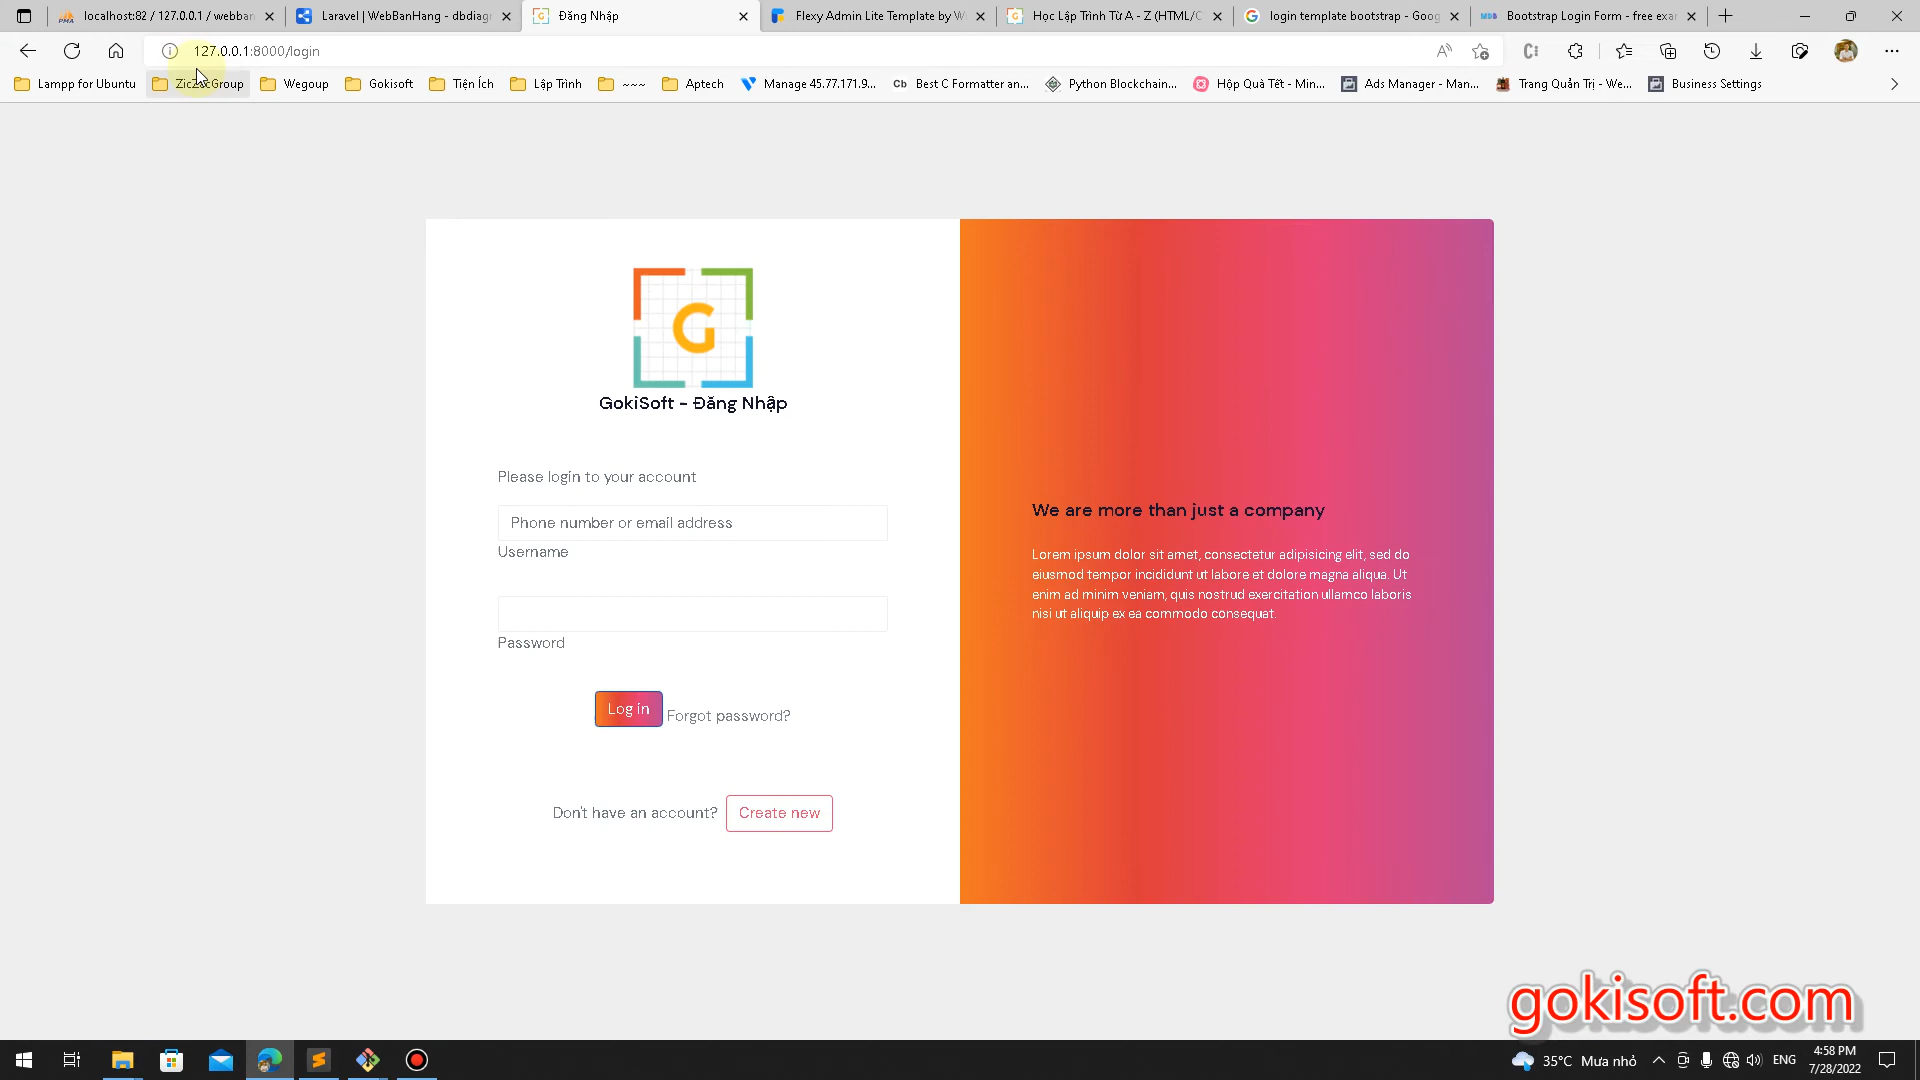 localhost:82 / 127.0.0.1 / webban
Laravel | WebBanHang - dbdiagr
Đăng Nhập
Flexy Admin Lite Template by W
Học Lập Trình Từ A - Z (HTML/C
login template bootstrap - Goog
Bootstrap Login Form - free exar
127.0.0.1:8000/login
Lampp for Ubuntu
Wegoup
Gokisoft
Tiện Ích
Lập Trình
~~~
Aptech
Manage 45.77.171.9...
Best C Formatter an...
Python Blockchain...
Hộp Quà Tết - Min...
Ads Manager - Man...
Trang Quản Trị - We...
Business Settings
G
GokiSoft - Đăng Nhập
Please login to your account
Phone number or email address
Username
Password
Log in Forgot password?
Don't have an account? Create new
We are more than just a company
Lorem ipsum dolor sit amet, consectetur adipisicing elit, sed do
eiusmod tempor incididunt ut labore et dolore magna aliqua. Ut
enim ad minim veniam, quis nostrud exercitation ullamco laboris
nisi ut aliquip ex ea commodo consequat.
gokisoft.com
35°C Mưa nhỏ
ENG
4:58 PM
7/28/2022